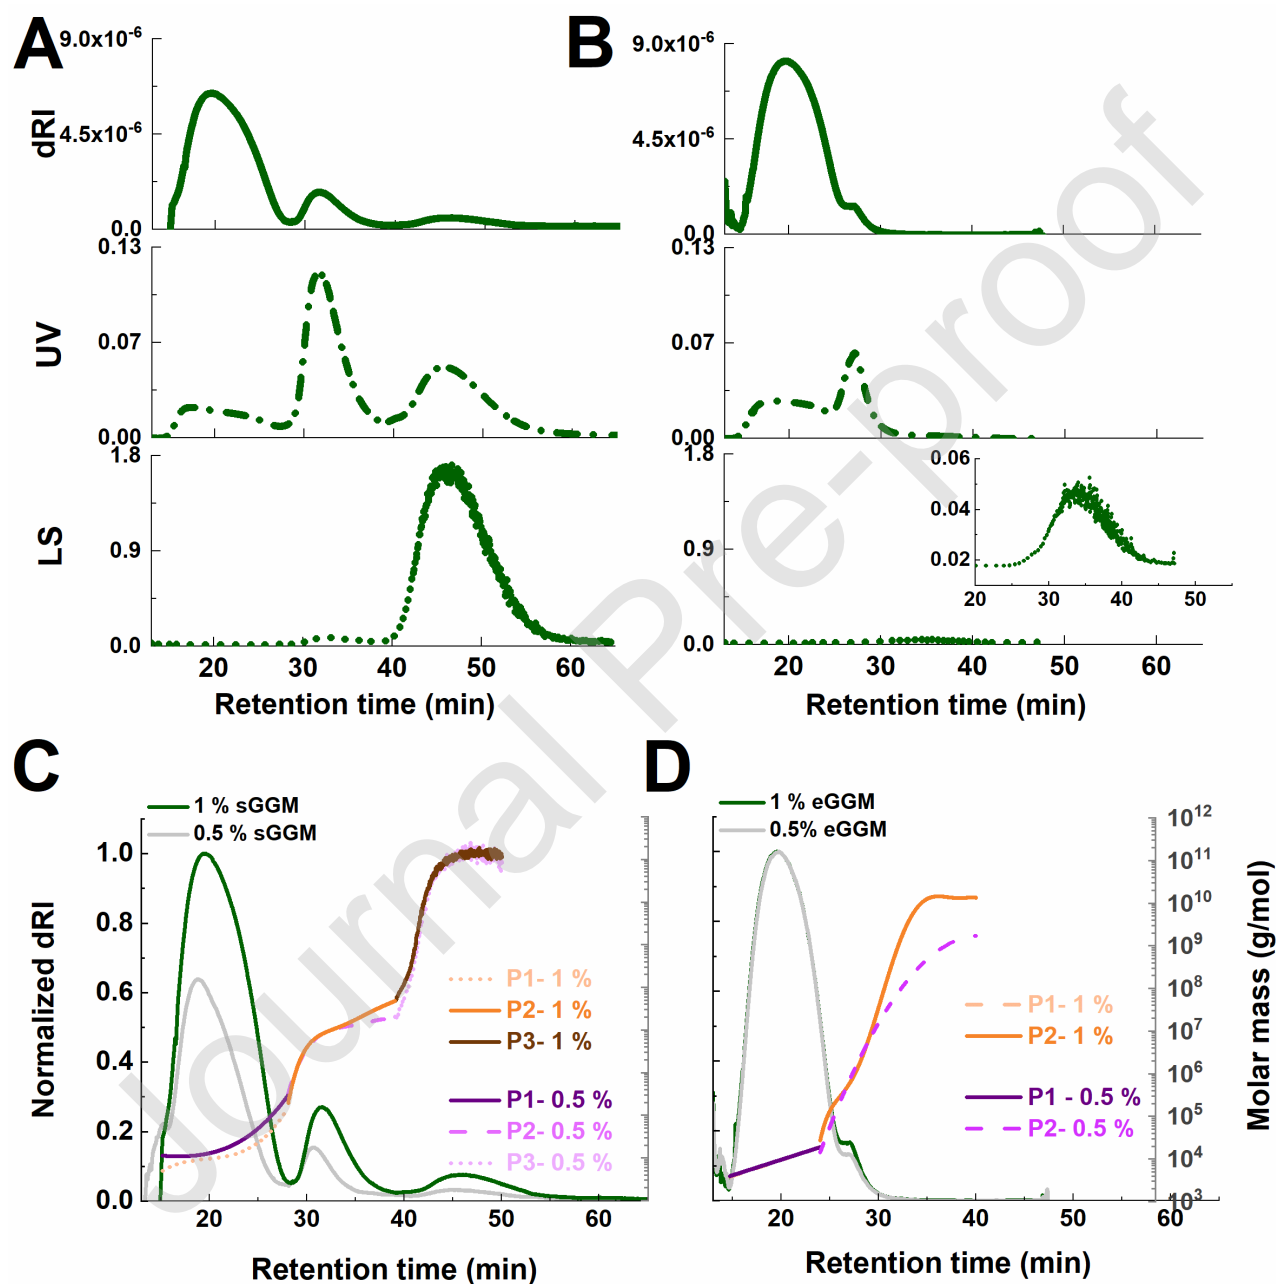 A
9.0x10⁻⁶
4.5x10⁻⁶
0.0
dRI
0.13
0.07
0.00
UV
1.8
0.9
0.0
LS
20 30 40 50 60
Retention time (min)
B
9.0x10⁻⁶
4.5x10⁻⁶
0.0
0.13
0.07
0.00
1.8
0.9
0.0
0.06
0.04
0.02
20 30 40 50
20 30 40 50 60
Retention time (min)
C
1 % sGGM
0.5 % sGGM
1.0
0.8
0.6
0.4
0.2
0.0
Normalized dRI
P1- 1 %
P2- 1 %
P3- 1 %
P1- 0.5 %
P2- 0.5 %
P3- 0.5 %
20 30 40 50 60
Retention time (min)
D
1 % eGGM
0.5% eGGM
P1- 1 %
P2- 1 %
P1 - 0.5 %
P2- 0.5 %
10¹²
10¹¹
10¹⁰
10⁹
10⁸
10⁷
10⁶
10⁵
10⁴
10³
Molar mass (g/mol)
20 30 40 50 60
Retention time (min)
Journal Pre-proof